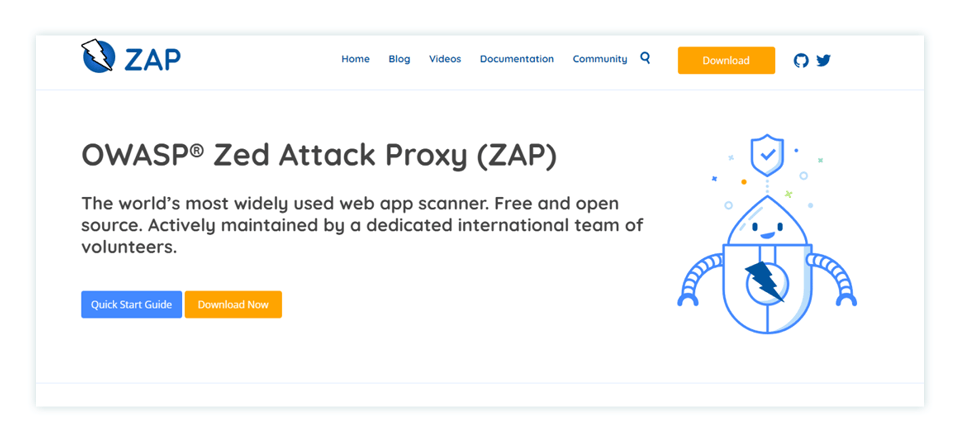 ZAP
Home Blog Videos Documentation Community Download
OWASP® Zed Attack Proxy (ZAP)
The world’s most widely used web app scanner. Free and open
source. Actively maintained by a dedicated international team of
volunteers.
Quick Start Guide Download Now